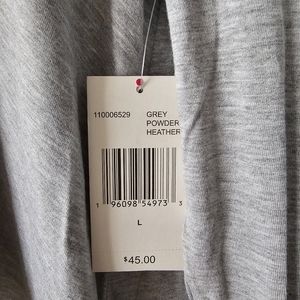 110006529 GREY
POWDER
HEATHER
1 96098 54973 3
L
$45.00